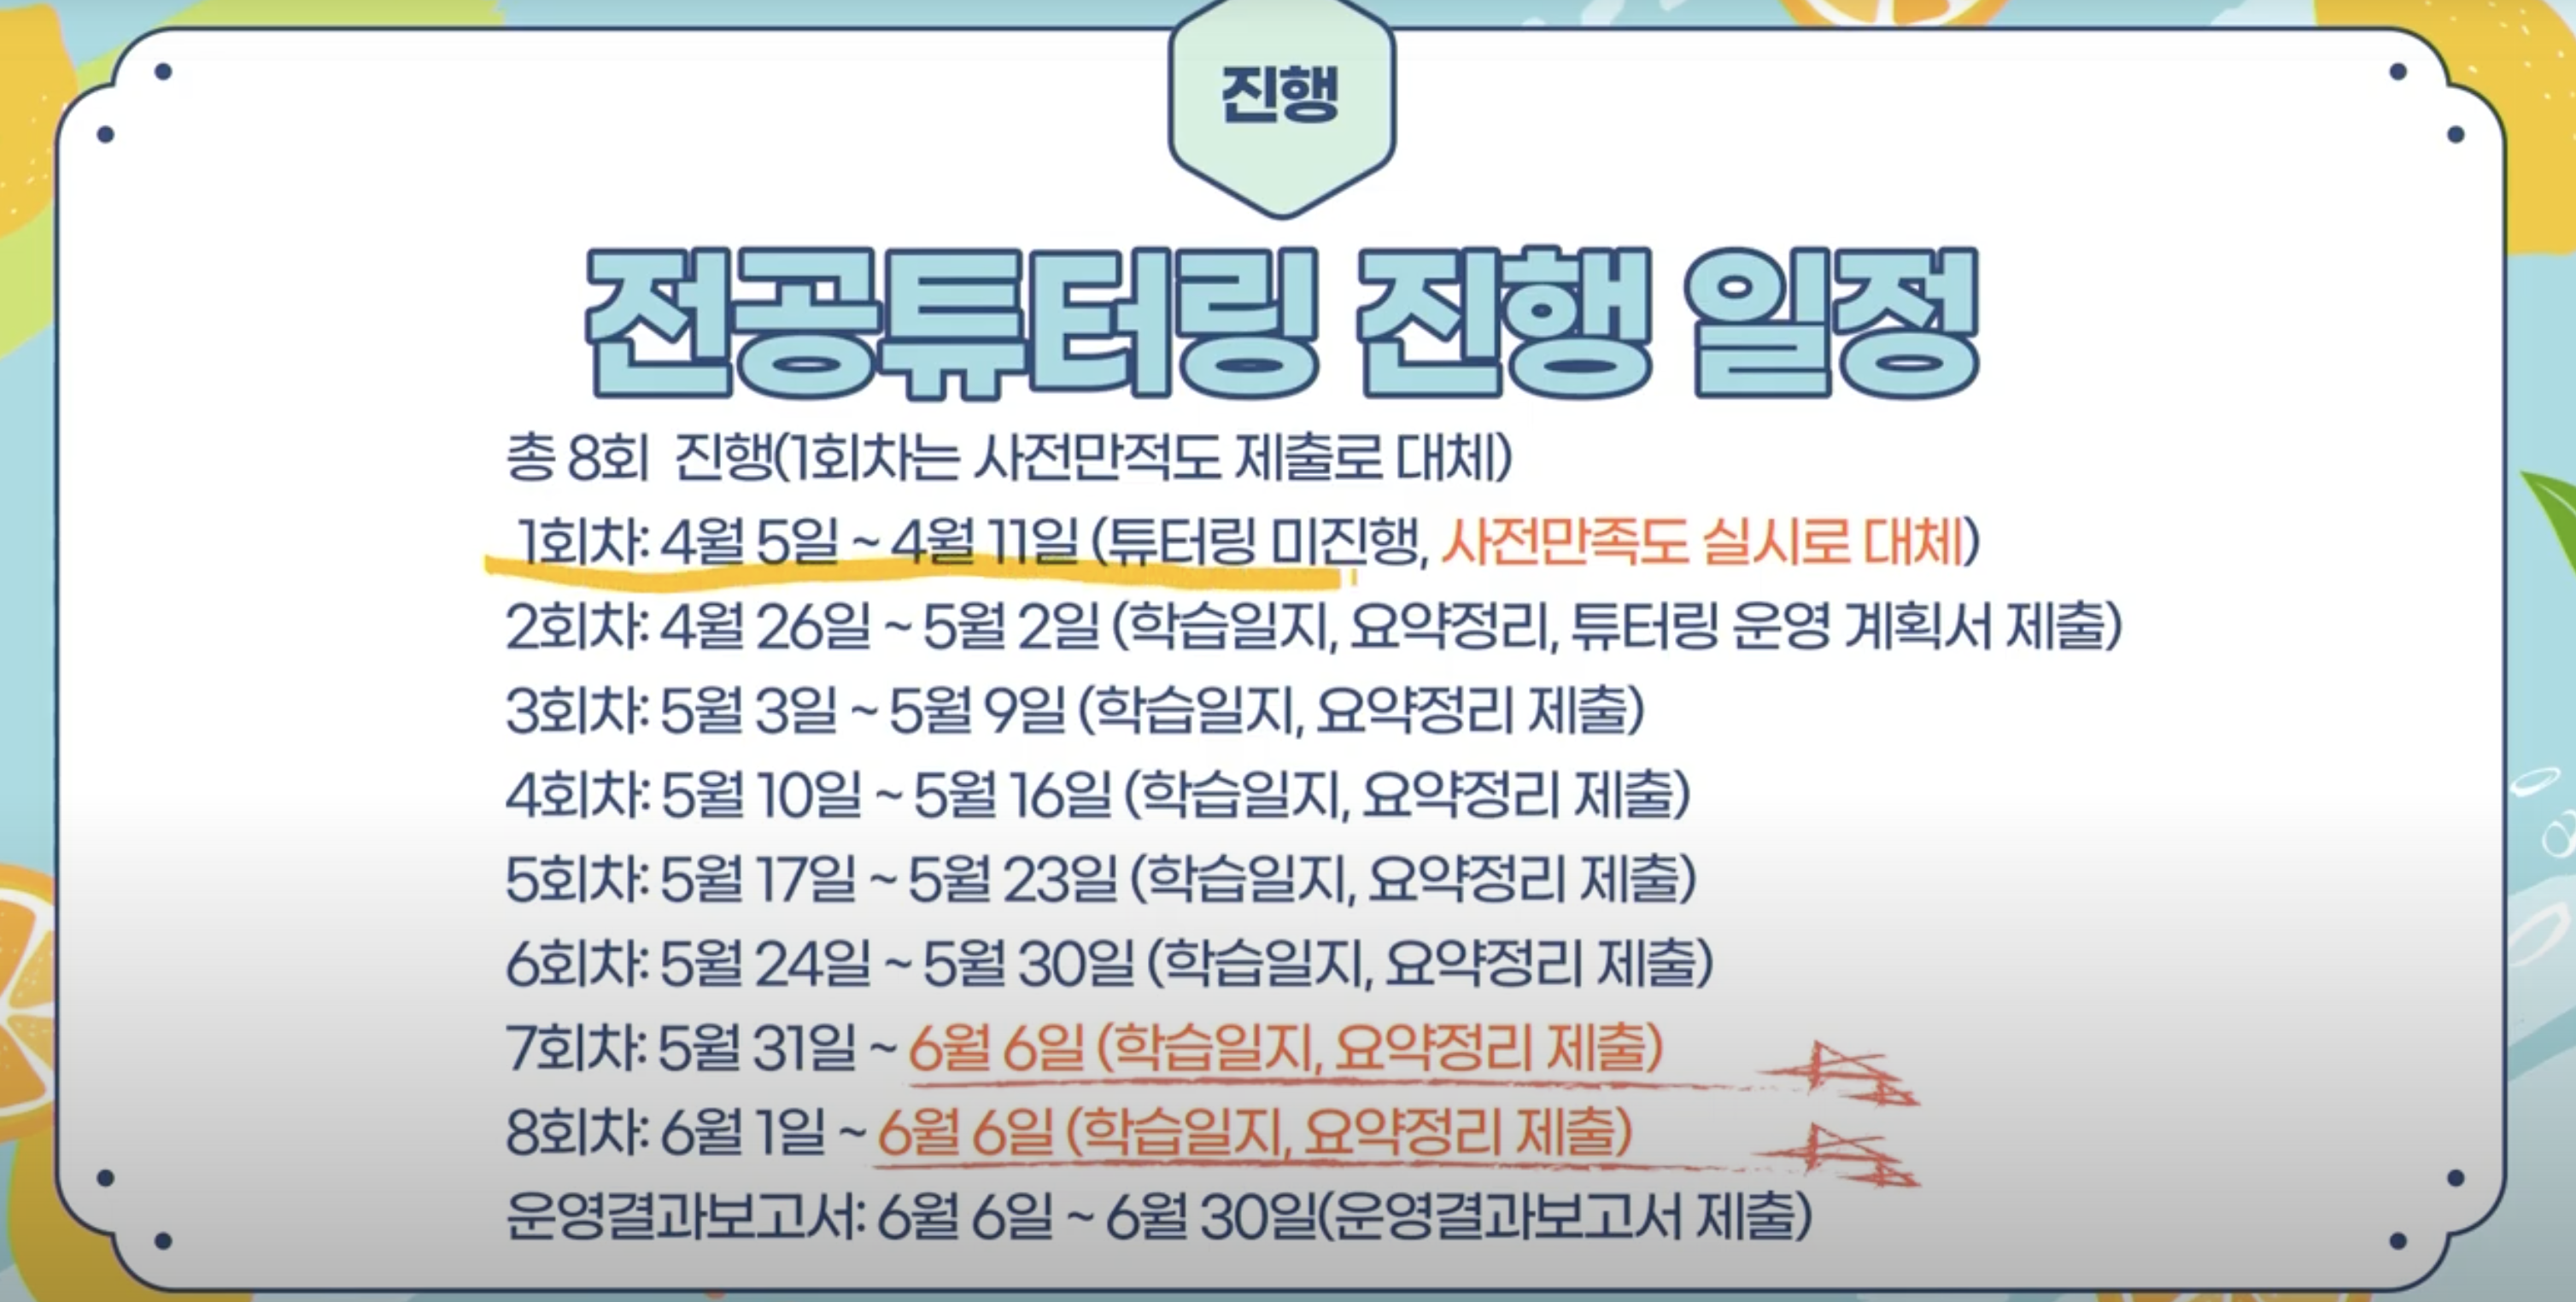 진행
전공튜터링 진행 일정
총 8회 진행(1회차는 사전만적도 제출로 대체)
1회차: 4월 5일 ~ 4월 11일 (튜터링 미진행, 사전만족도 실시로 대체)
2회차: 4월 26일 ~ 5월 2일 (학습일지, 요약정리, 튜터링 운영 계획서 제출)
3회차: 5월 3일 ~ 5월 9일 (학습일지, 요약정리 제출)
4회차: 5월 10일 ~ 5월 16일 (학습일지, 요약정리 제출)
5회차: 5월 17일 ~ 5월 23일 (학습일지, 요약정리 제출)
6회차: 5월 24일 ~ 5월 30일 (학습일지, 요약정리 제출)
7회차: 5월 31일 ~ 6월 6일 (학습일지, 요약정리 제출)
8회차: 6월 1일 ~ 6월 6일 (학습일지, 요약정리 제출)
운영결과보고서: 6월 6일 ~ 6월 30일(운영결과보고서 제출)